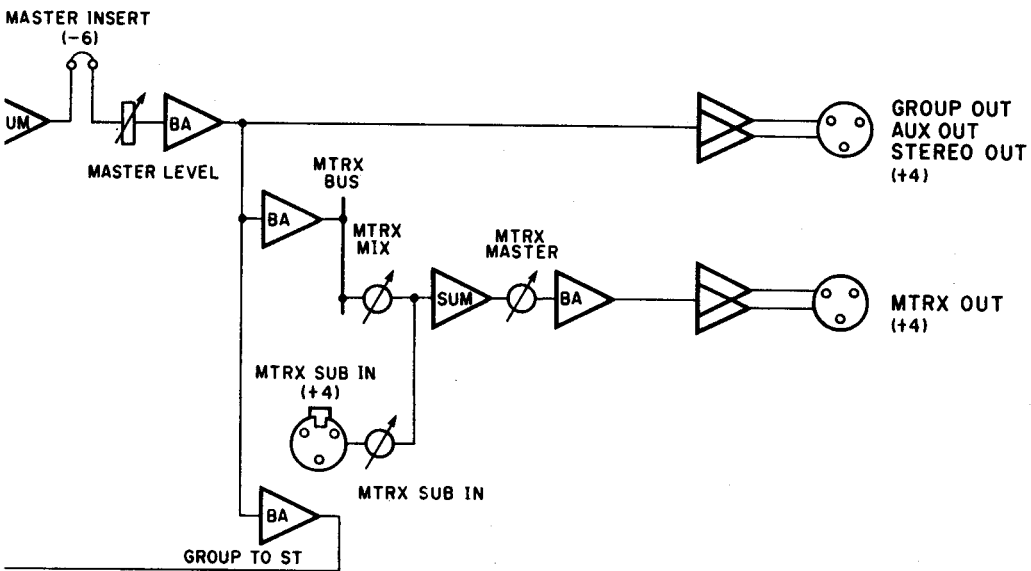 MASTER INSERT
(-6)
UM
BA
MASTER LEVEL
GROUP OUT
AUX OUT
STEREO OUT
(+4)
MTRX
BUS
BA
MTRX
MIX
MTRX
MASTER
SUM
BA
MTRX OUT
(+4)
MTRX SUB IN
(+4)
MTRX SUB IN
BA
GROUP TO ST